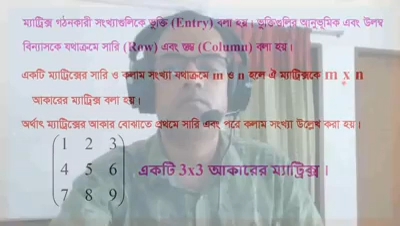 ম্যাট্রিক্স গঠনকারী সংখ্যাগুলিকে ভুক্তি (Entry) বলা হয়। ভুক্তিগুলির আনুভূমিক এবং উলম্ব
বিন্যাসকে যথাক্রমে সারি (Row) এবং স্তম্ভ (Column) বলা হয়।
একটি ম্যাট্রিক্সের সারি ও কলাম সংখ্যা যথাক্রমে m ও n হলে ঐ ম্যাট্রিক্সকে m x n
আকারের ম্যাট্রিক্স বলা হয়।
অর্থাৎ ম্যাট্রিক্সের আকার বোঝাতে প্রথমে সারি এবং পরে কলাম সংখ্যা উল্লেখ করা হয়।
1 2 3
4 5 6 একটি 3x3 আকারের ম্যাট্রিক্স।
7 8 9